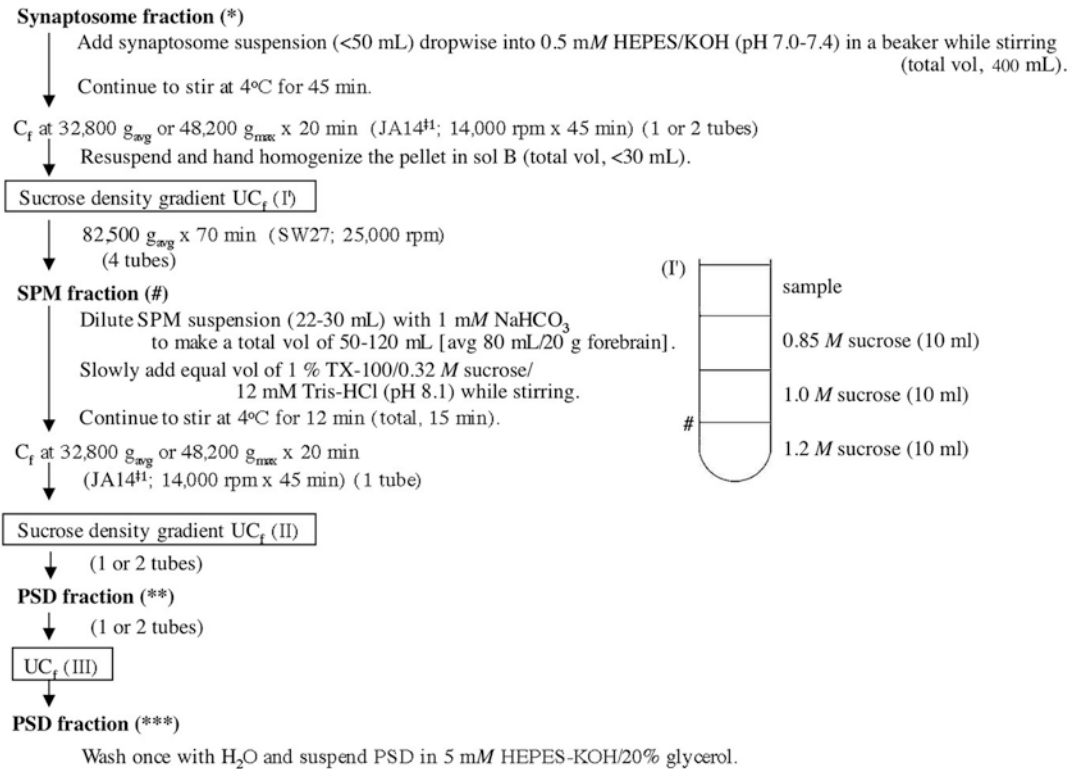 Synaptosome fraction (*)
Add synaptosome suspension (<50 mL) dropwise into 0.5 mM HEPES/KOH (pH 7.0-7.4) in a beaker while stirring
(total vol, 400 mL).
Continue to stir at 4ºC for 45 min.
Cf at 32,800 gavg or 48,200 gmax x 20 min (JA14‡1; 14,000 rpm x 45 min) (1 or 2 tubes)
Resuspend and hand homogenize the pellet in sol B (total vol, <30 mL).
Sucrose density gradient UCf (I')
82,500 gavg x 70 min (SW27; 25,000 rpm)
(4 tubes)
SPM fraction (#)
Dilute SPM suspension (22-30 mL) with 1 mM NaHCO3
to make a total vol of 50-120 mL [avg 80 mL/20 g forebrain].
Slowly add equal vol of 1 % TX-100/0.32 M sucrose/
12 mM Tris-HCl (pH 8.1) while stirring.
Continue to stir at 4ºC for 12 min (total, 15 min).
Cf at 32,800 gavg or 48,200 gmax x 20 min
(JA14‡1; 14,000 rpm x 45 min) (1 tube)
Sucrose density gradient UCf (II)
(1 or 2 tubes)
PSD fraction (**)
(1 or 2 tubes)
UCf (III)
PSD fraction (***)
Wash once with H2O and suspend PSD in 5 mM HEPES-KOH/20% glycerol.
(I')
sample
0.85 M sucrose (10 ml)
1.0 M sucrose (10 ml)
#
1.2 M sucrose (10 ml)